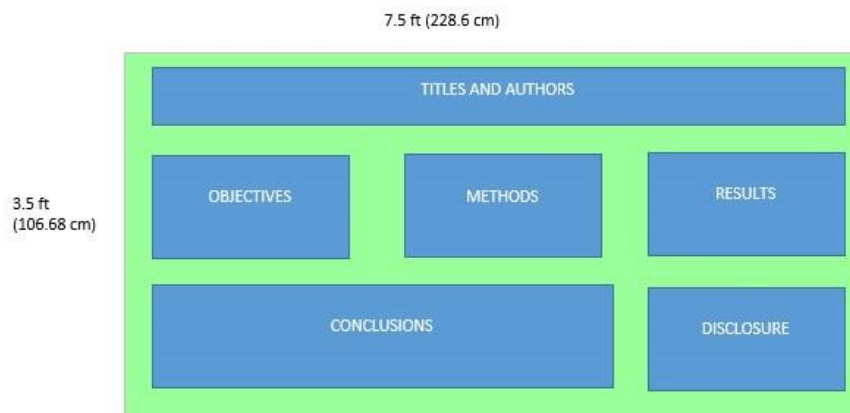 7.5 ft (228.6 cm)
TITLES AND AUTHORS
OBJECTIVES
METHODS
RESULTS
3.5 ft
(106.68 cm)
CONCLUSIONS
DISCLOSURE